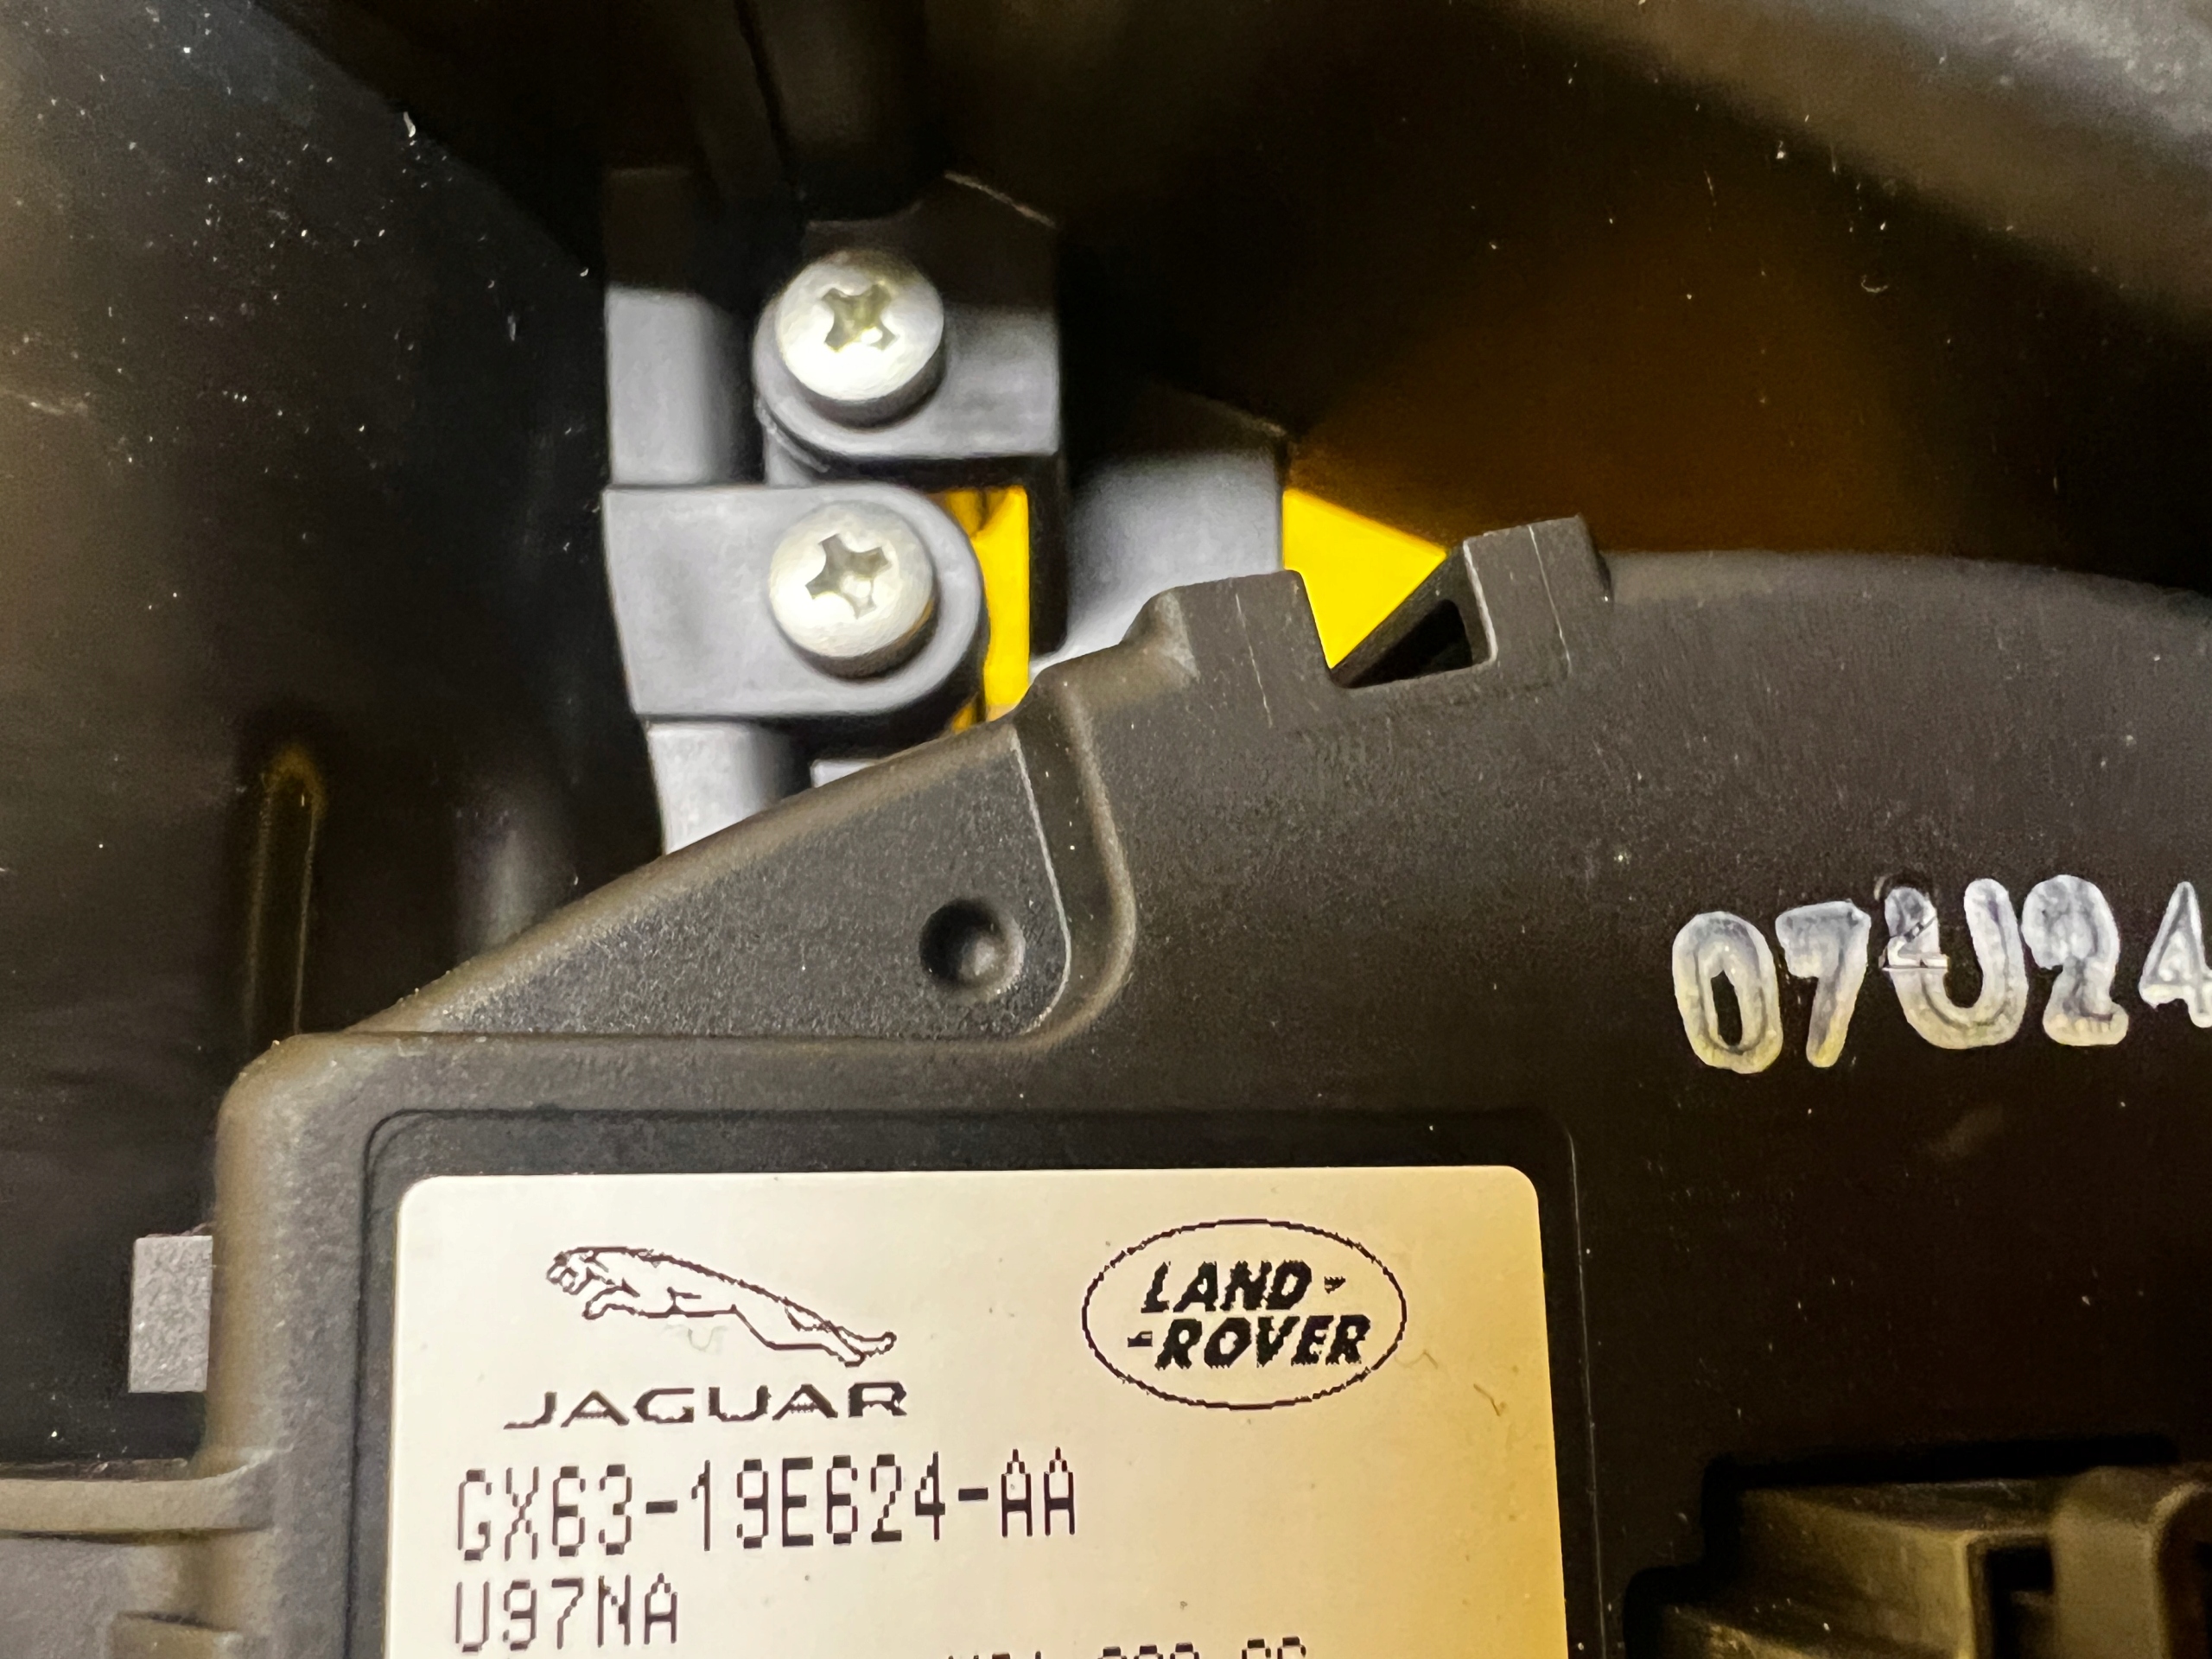 07U24
LAND-
-ROVER
JAGUAR
GX63-19E624-AA
U97NA